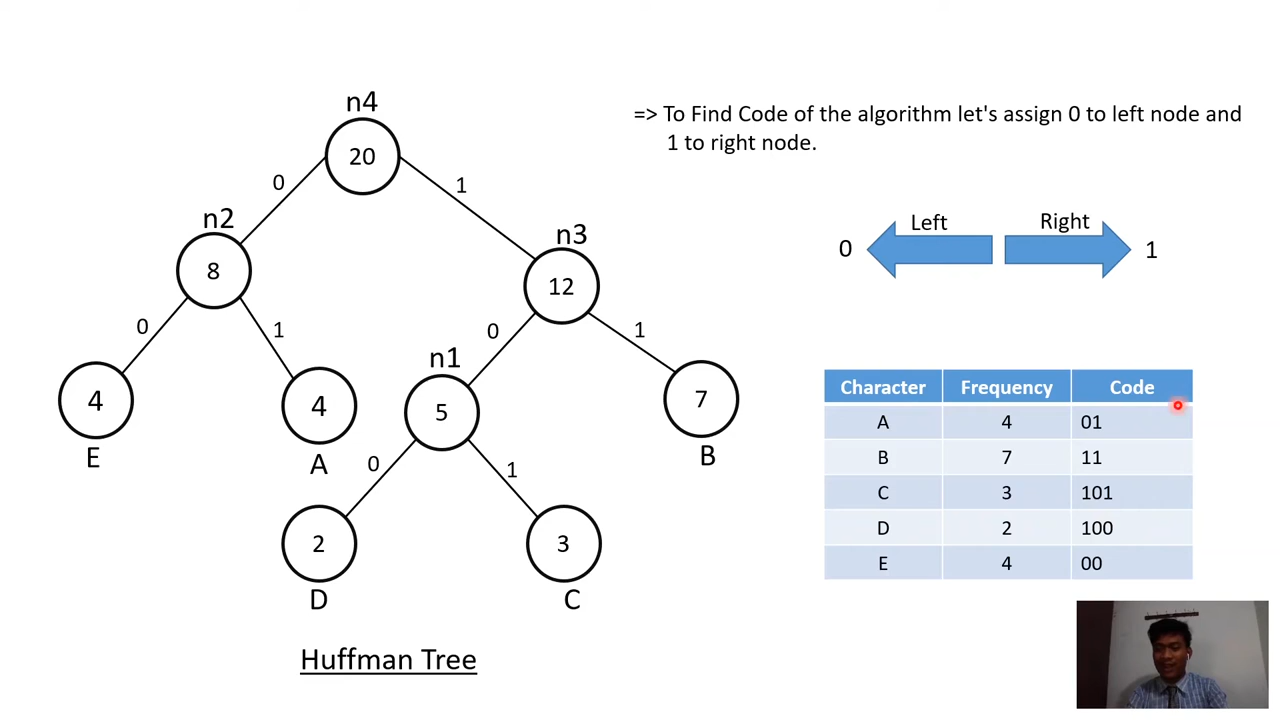 n4
=> To Find Code of the algorithm let's assign 0 to left node and
1 to right node.
20
0
1
n2
n3
8
12
Left
Right
0
1
0
1
0
1
n1
4
4
5
7
E
A
B
0
1
2
3
D
C
Huffman Tree
Character Frequency Code
A 4 01
B 7 11
C 3 101
D 2 100
E 4 00